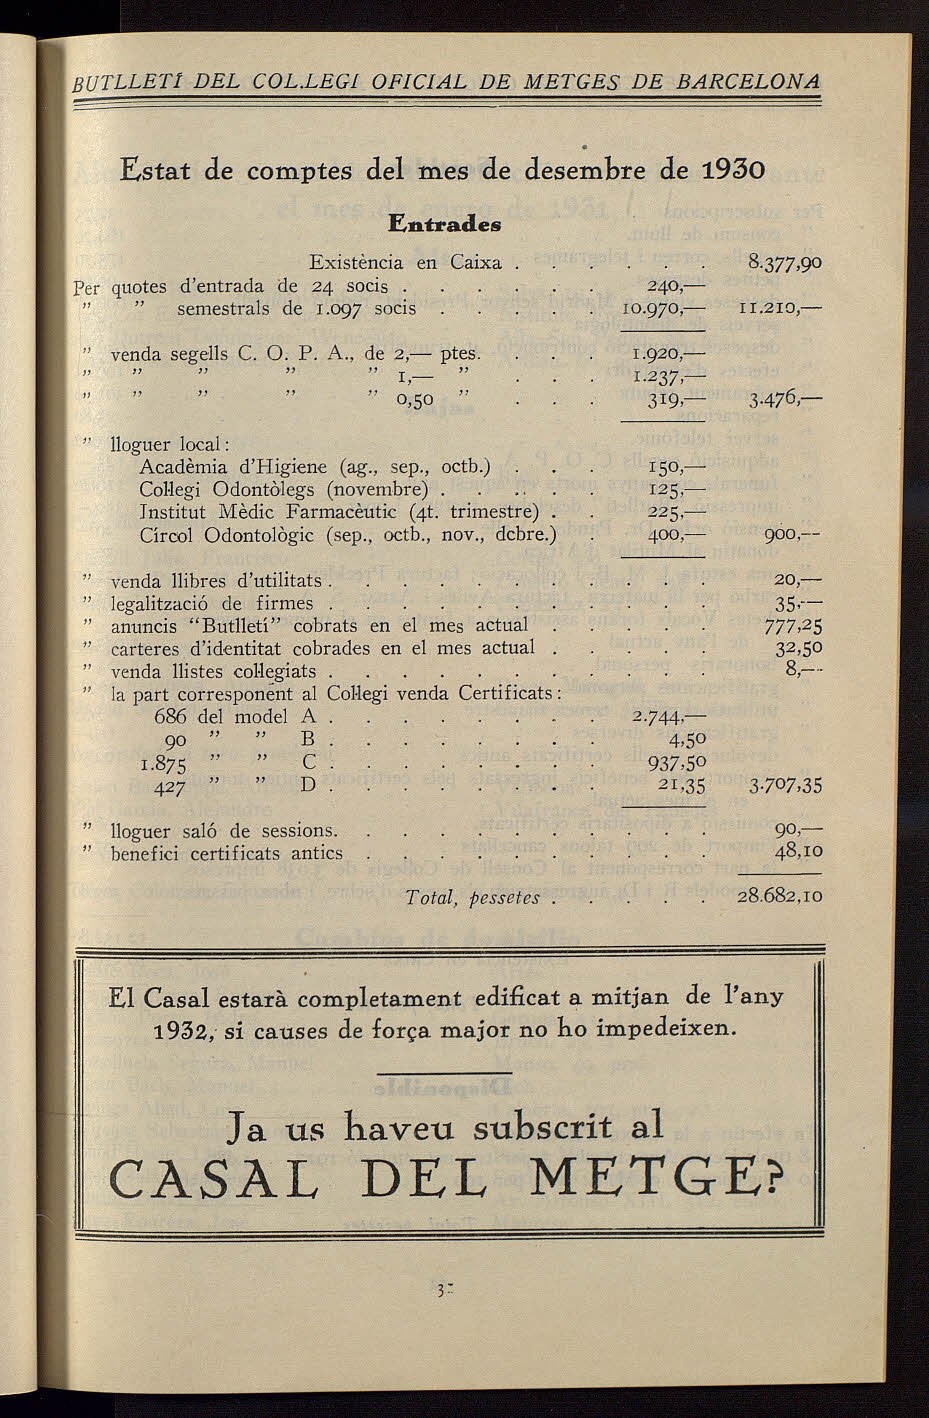 BUTLLETÍ DEL COL.LEGI OFICIAL DE METGES DE BARCELONA
Estat de comptes del mes de desembre de 1930
Entrades
Existència en Caixa . . . . . . 8.377,90
Per quotes d'entrada de 24 socis . . . . . . 240,—
" " semestrals de 1.097 socis . . . . . 10.970,— 11.210,—
" venda segells C. O. P. A., de 2,— ptes. . . . 1.920,—
" " " " " 1,— " . . . 1.237,—
" " " " " 0,50 " . . . 319,— 3.476,—
" lloguer local :
Acadèmia d'Higiene (ag., sep., octb.) . . . 150,—
Col·legi Odontòlegs (novembre) . . . . . 125,—
Institut Mèdic Farmacèutic (4t. trimestre) . . 225,—
Círcol Odontològic (sep., octb., nov., dcbre.) . 400,— 900,—
" venda llibres d'utilitats . . . . . . . . . . . 20,—
" legalització de firmes . . . . . . . . . . . 35,—
" anuncis "Butlletí" cobrats en el mes actual . . . . . 777,25
" carteres d'identitat cobrades en el mes actual . . . . . 32,50
" venda llistes col·legiats . . . . . . . . . . . 8,—
" la part corresponent al Col·legi venda Certificats :
686 del model A . . . . . . . . 2.744,—
90 " " B . . . . . . . . 4,50
1.875 " " C . . . . . . . . 937,50
427 " " D . . . . . . . . 21,35 3.707,35
" lloguer saló de sessions. . . . . . . . . . . 90,—
" benefici certificats antics . . . . . . . . . . 48,10
Total, pessetes . . . . . 28.682,10
El Casal estarà completament edificat a mitjan de l'any
1932, si causes de força major no ho impedeixen.
Ja us haveu subscrit al
CASAL DEL METGE?